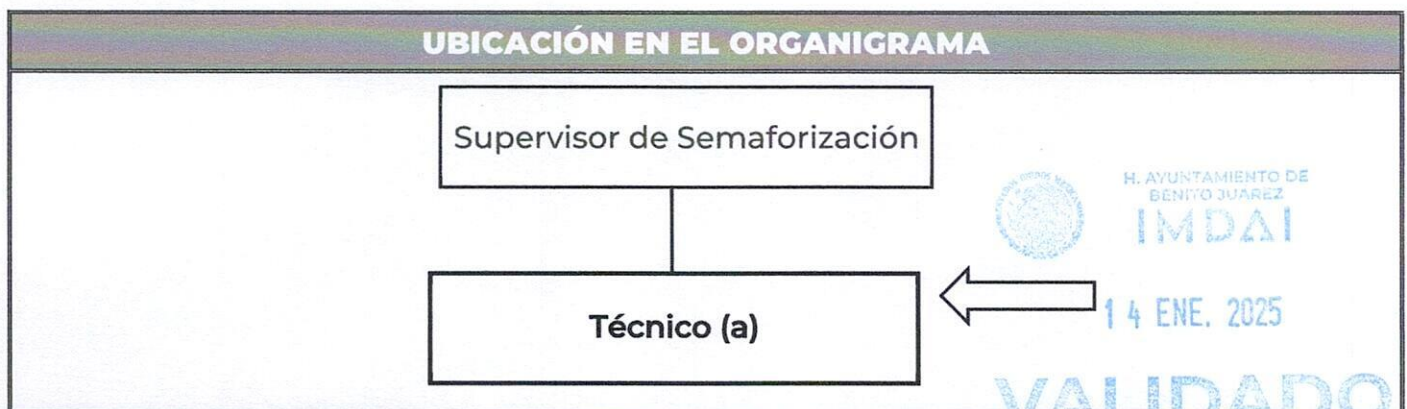 UBICACIÓN EN EL ORGANIGRAMA
Supervisor de Semaforización
H. AYUNTAMIENTO DE
BENITO JUAREZ
IMDAI
Técnico (a)
14 ENE. 2025
VALIDADO